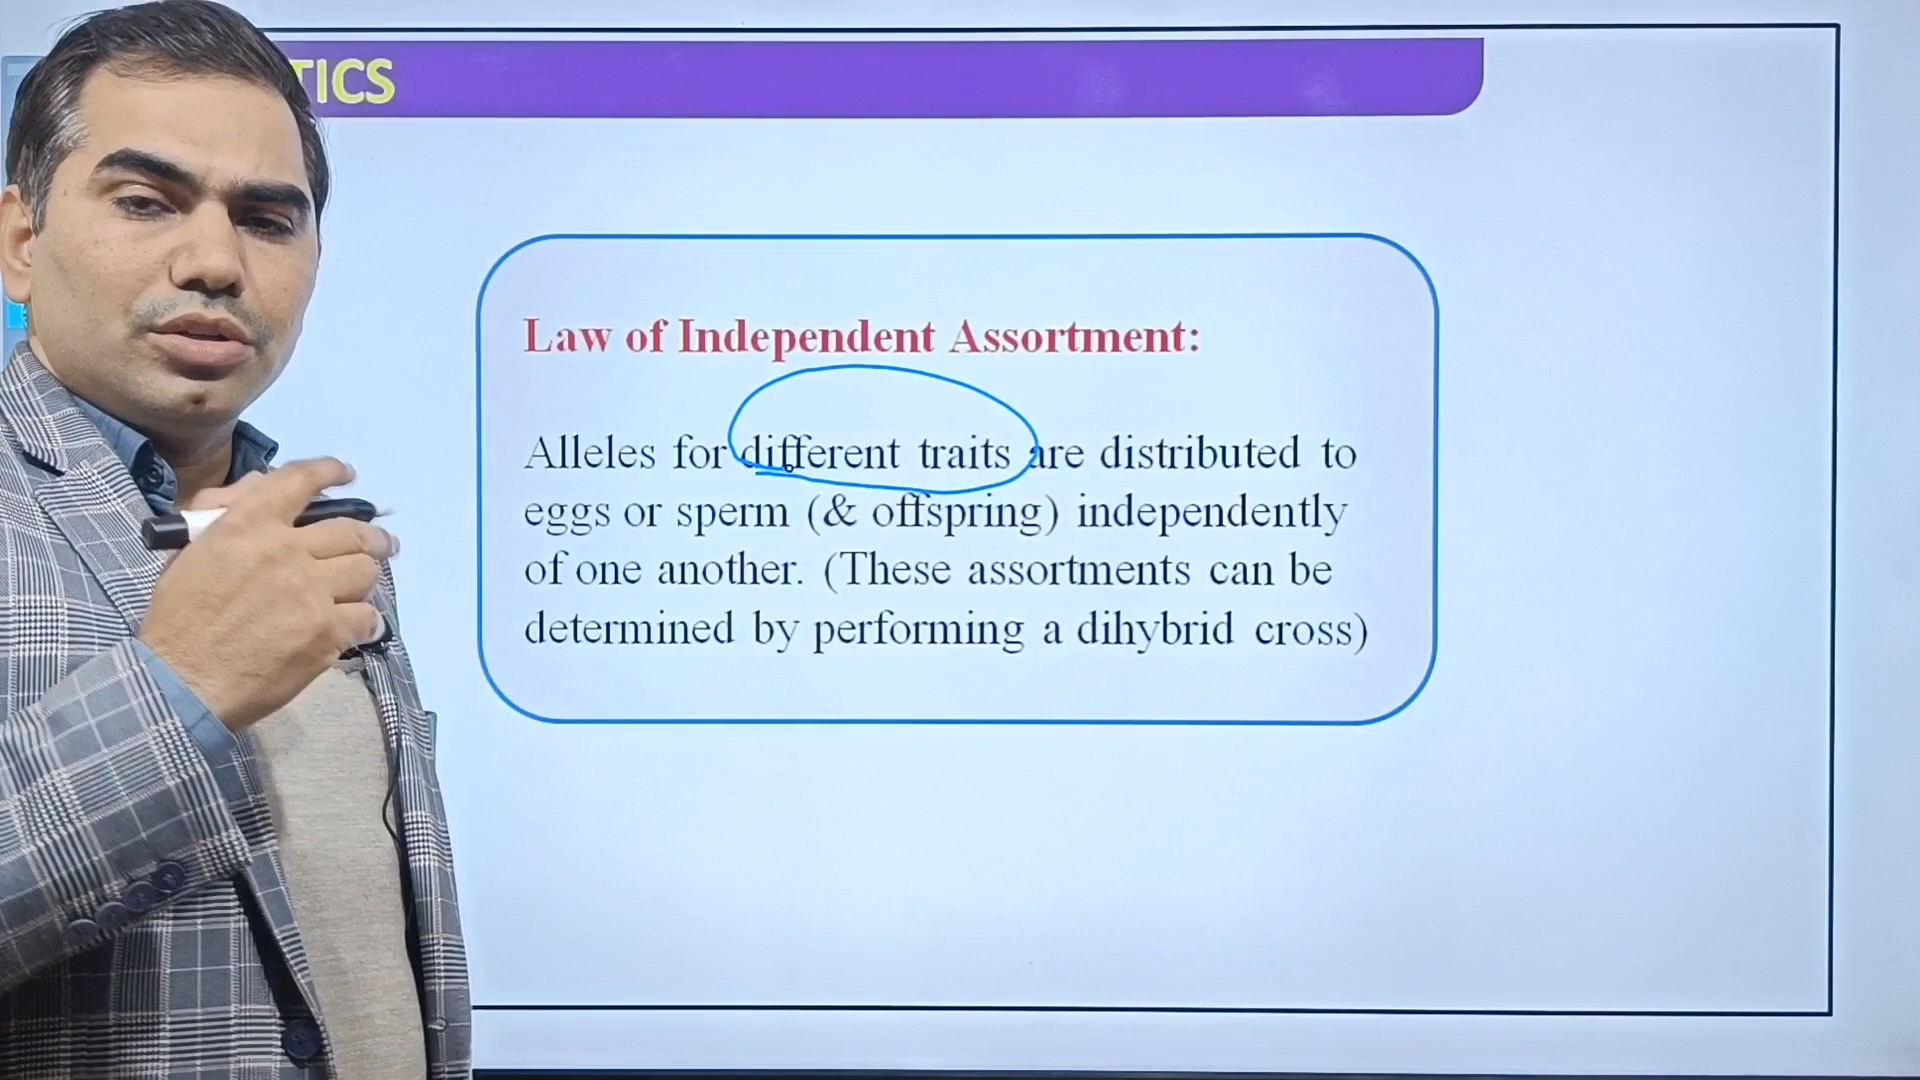 TICS
Law of Independent Assortment:
Alleles for different traits are distributed to
eggs or sperm (& offspring) independently
of one another. (These assortments can be
determined by performing a dihybrid cross)